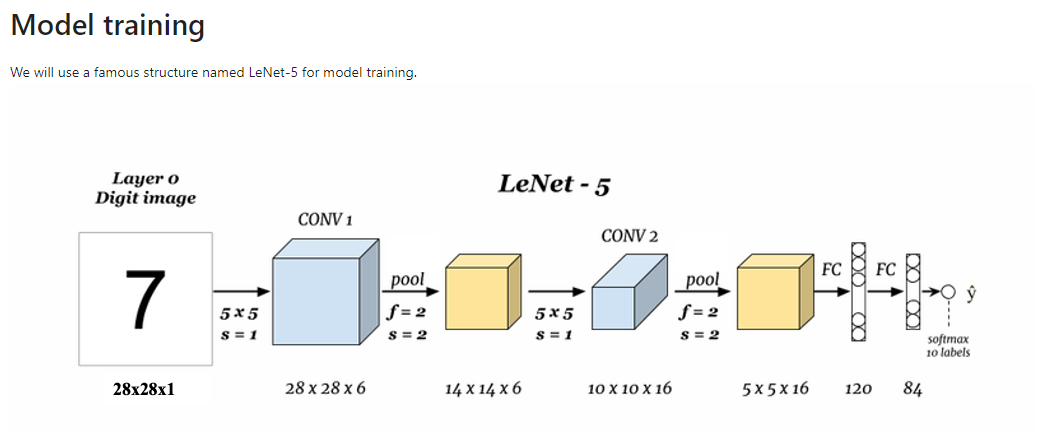 Model training
We will use a famous structure named LeNet-5 for model training.
Layer 0
Digit image
LeNet - 5
CONV 1
CONV 2
7
pool
pool
FC
FC
ŷ
5 x 5
s = 1
f = 2
s = 2
5 x 5
s = 1
f = 2
s = 2
softmax
10 labels
28x28x1
28 x 28 x 6
14 x 14 x 6
10 x 10 x 16
5 x 5 x 16
120
84